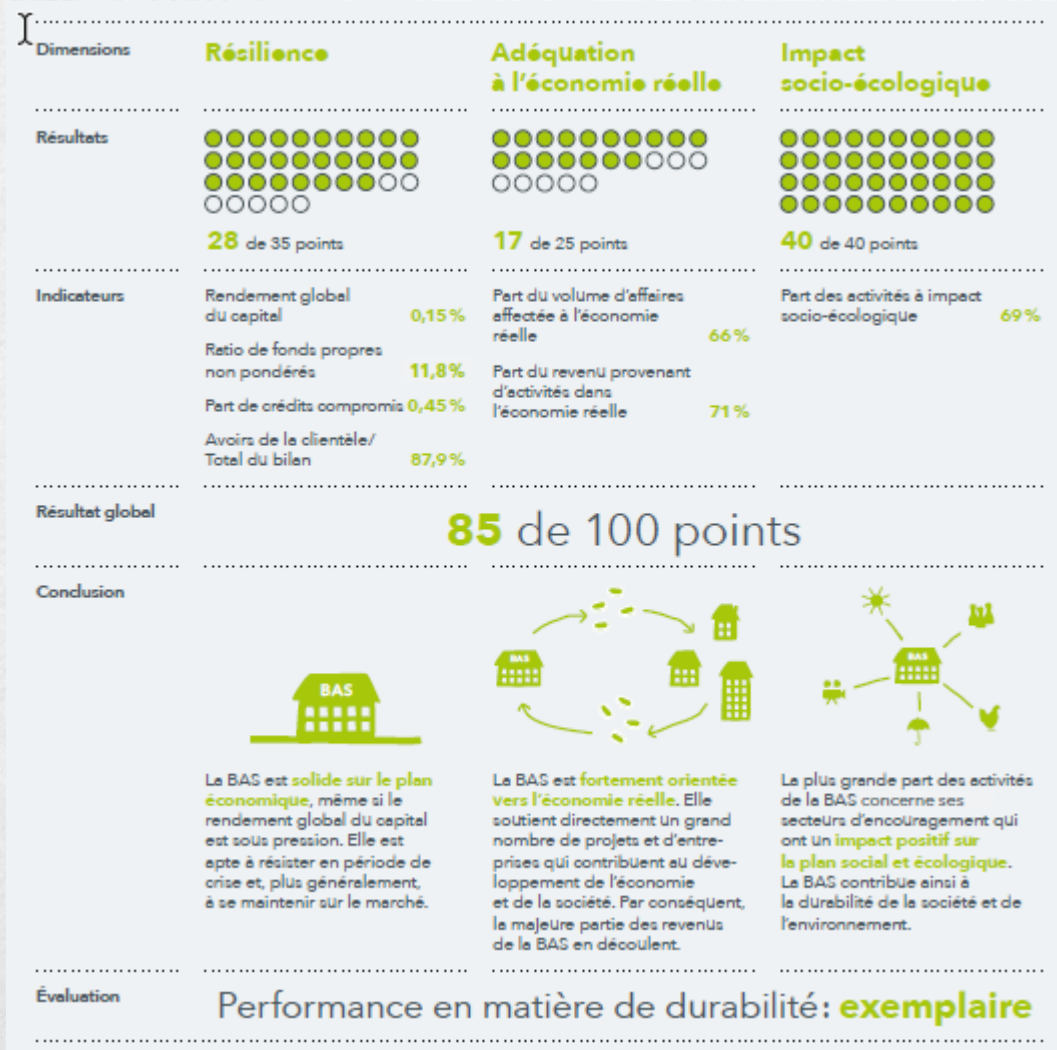 Dimensions
Résilience
Adéquation
à l'économie réelle
Impact
socio-écologique
Résultats
28 de 35 points
17 de 25 points
40 de 40 points
Indicateurs
Rendement global
du capital 0,15 %
Ratio de fonds propres
non pondérés 11,8 %
Part de crédits compromis 0,45 %
Avoirs de la clientèle/
Total du bilan 87,9 %
Part du volume d'affaires
affectée à l'économie
réelle 66 %
Part du revenu provenant
d'activités dans
l'économie réelle 71 %
Part des activités à impact
socio-écologique 69 %
Résultat global
85 de 100 points
Conclusion
BAS
BAS
BAS
La BAS est solide sur le plan
économique, même si le
rendement global du capital
est sous pression. Elle est
apte à résister en période de
crise et, plus généralement,
à se maintenir sur le marché.
La BAS est fortement orientée
vers l'économie réelle. Elle
soutient directement un grand
nombre de projets et d'entre-
prises qui contribuent au déve-
loppement de l'économie
et de la société. Par conséquent,
la majeure partie des revenus
de la BAS en découlent.
La plus grande part des activités
de la BAS concerne ses
secteurs d'encouragement qui
ont un impact positif sur
la plan social et écologique.
La BAS contribue ainsi à
la durabilité de la société et de
l'environnement.
Évaluation
Performance en matière de durabilité: exemplaire